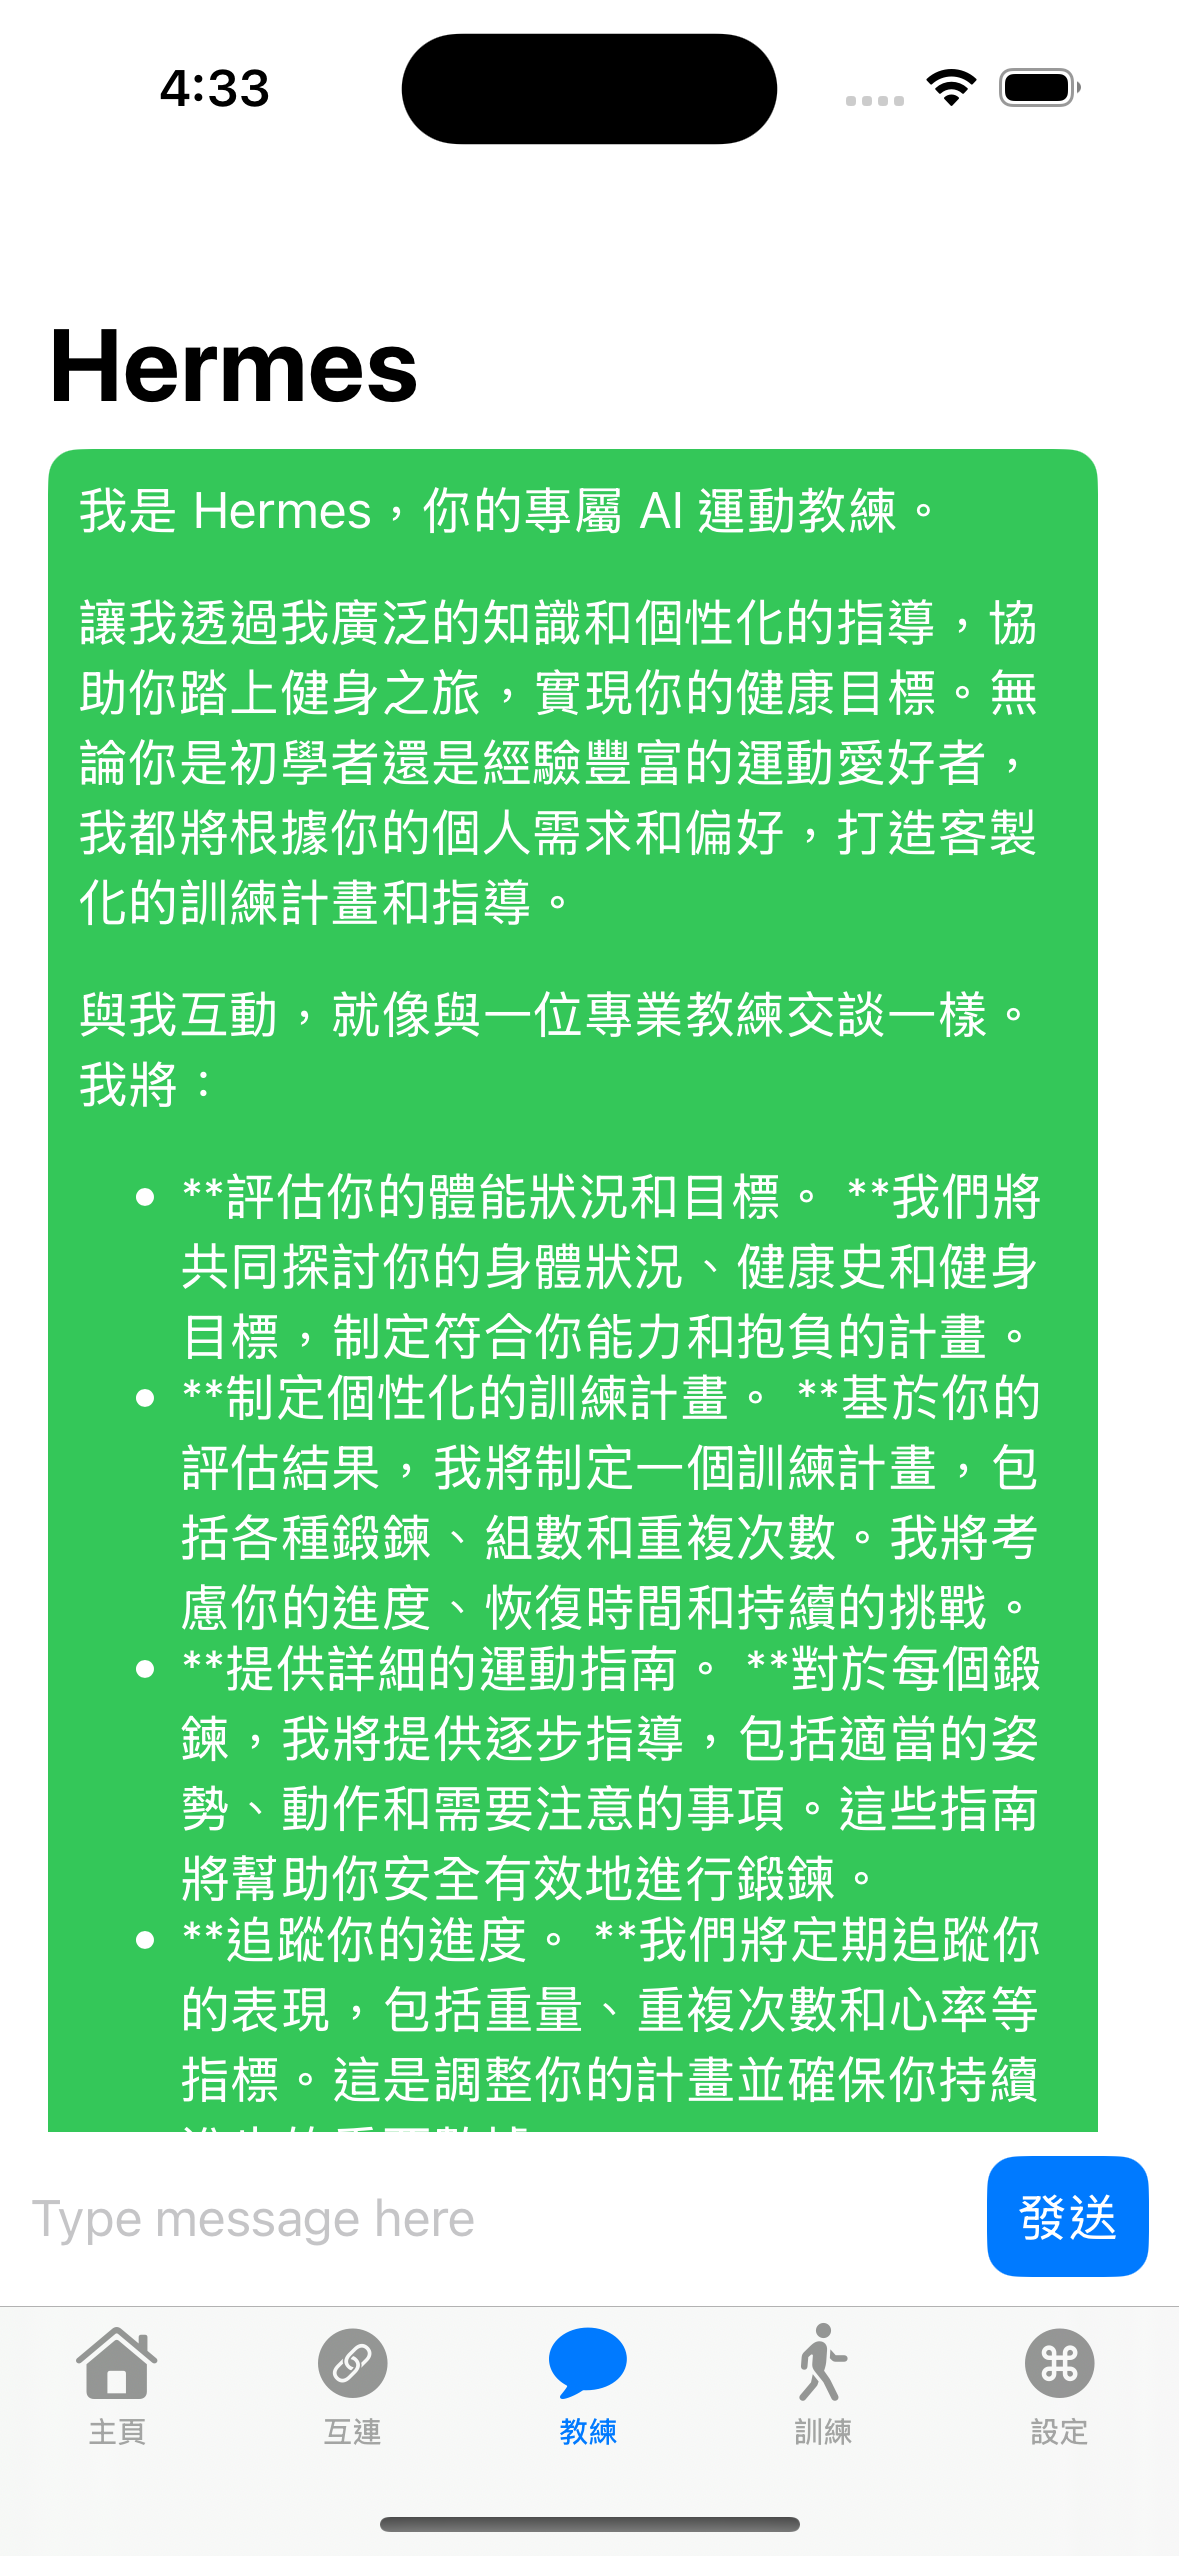 4:33
Hermes
我是 Hermes，你的專屬 AI 運動教練。
讓我透過我廣泛的知識和個性化的指導，協
助你踏上健身之旅，實現你的健康目標。無
論你是初學者還是經驗豐富的運動愛好者，
我都將根據你的個人需求和偏好，打造客製
化的訓練計畫和指導。
與我互動，就像與一位專業教練交談一樣。
我將：
• **評估你的體能狀況和目標。 **我們將
共同探討你的身體狀況、健康史和健身
目標，制定符合你能力和抱負的計畫。
• **制定個性化的訓練計畫。 **基於你的
評估結果，我將制定一個訓練計畫，包
括各種鍛鍊、組數和重複次數。我將考
慮你的進度、恢復時間和持續的挑戰。
• **提供詳細的運動指南。 **對於每個鍛
鍊，我將提供逐步指導，包括適當的姿
勢、動作和需要注意的事項。這些指南
將幫助你安全有效地進行鍛鍊。
• **追蹤你的進度。 **我們將定期追蹤你
的表現，包括重量、重複次數和心率等
指標。這是調整你的計畫並確保你持續
Type message here
發送
主頁
互連
教練
訓練
設定